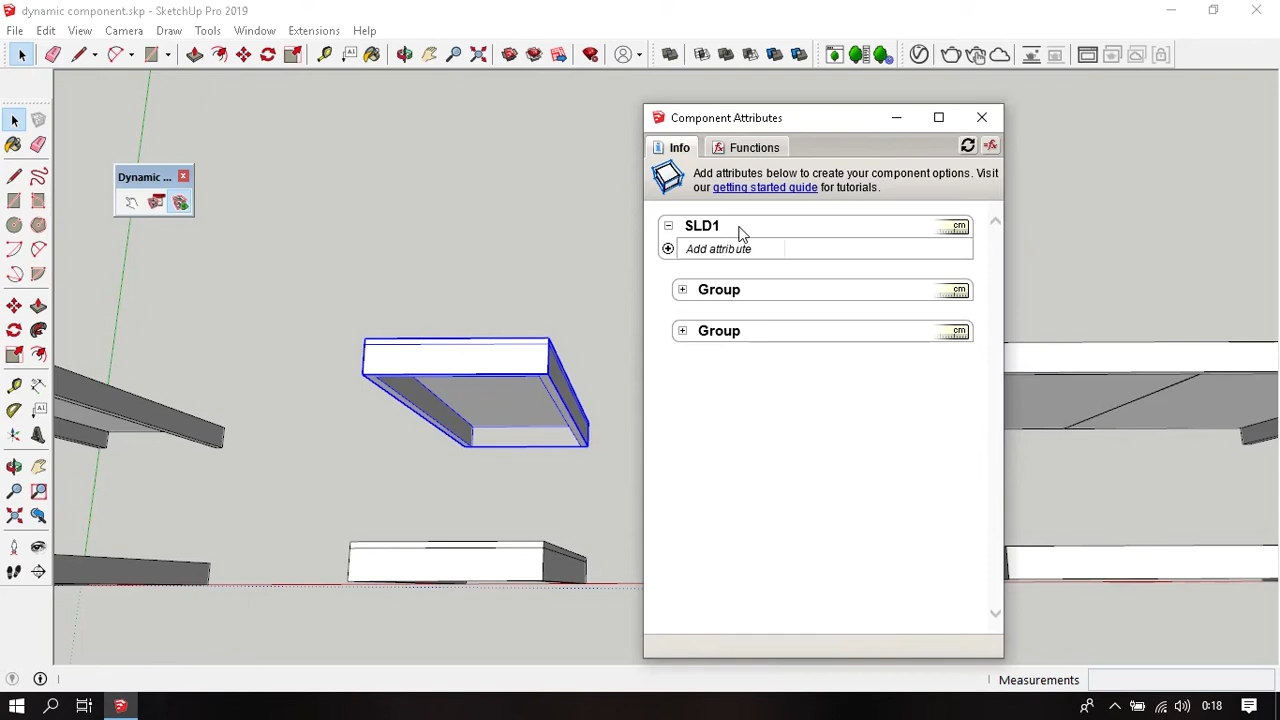 dynamic component.skp - SketchUp Pro 2019
File Edit View Camera Draw Tools Window Extensions Help
Dynamic ...
Component Attributes
Info Functions
Add attributes below to create your component options. Visit
our getting started guide for tutorials.
SLD1 cm
Add attribute
Group cm
Group cm
Measurements
0:18